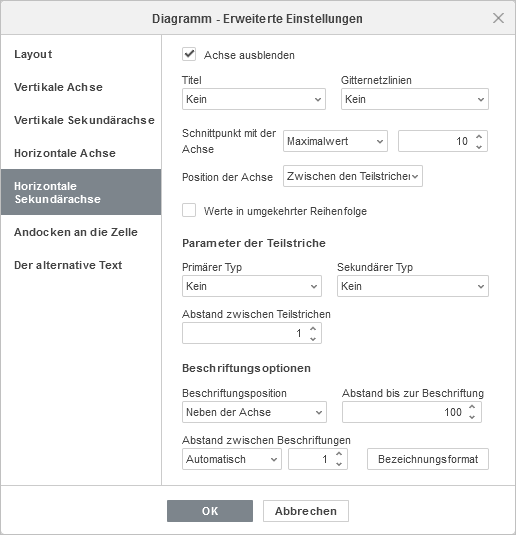 Diagramm - Erweiterte Einstellungen
Layout
Vertikale Achse
Vertikale Sekundärachse
Horizontale Achse
Horizontale
Sekundärachse
Andocken an die Zelle
Der alternative Text
Achse ausblenden
Titel Gitternetzlinien
Kein Kein
Schnittpunkt mit der
Achse
Maximalwert 10
Position der Achse Zwischen den Teilstricher
Werte in umgekehrter Reihenfolge
Parameter der Teilstriche
Primärer Typ Sekundärer Typ
Kein Kein
Abstand zwischen Teilstrichen
1
Beschriftungsoptionen
Beschriftungsposition Abstand bis zur Beschriftung
Neben der Achse 100
Abstand zwischen Beschriftungen
Automatisch 1 Bezeichnungsformat
OK Abbrechen